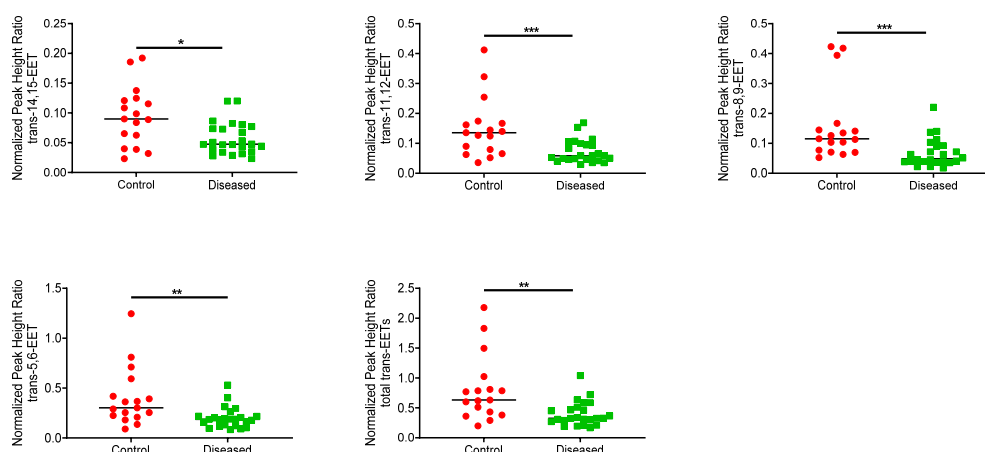 Normalized Peak Height Ratio
trans-14,15-EET
0.25
0.20
0.15
0.10
0.05
0.00
*
Control
Diseased
Normalized Peak Height Ratio
trans-11,12-EET
0.5
0.4
0.3
0.2
0.1
0.0
***
Control
Diseased
Normalized Peak Height Ratio
trans-8,9-EET
0.5
0.4
0.3
0.2
0.1
0.0
***
Control
Diseased
Normalized Peak Height Ratio
trans-5,6-EET
1.5
1.0
0.5
0.0
**
Control
Diseased
Normalized Peak Height Ratio
total trans-EETs
2.5
2.0
1.5
1.0
0.5
0.0
**
Control
Diseased